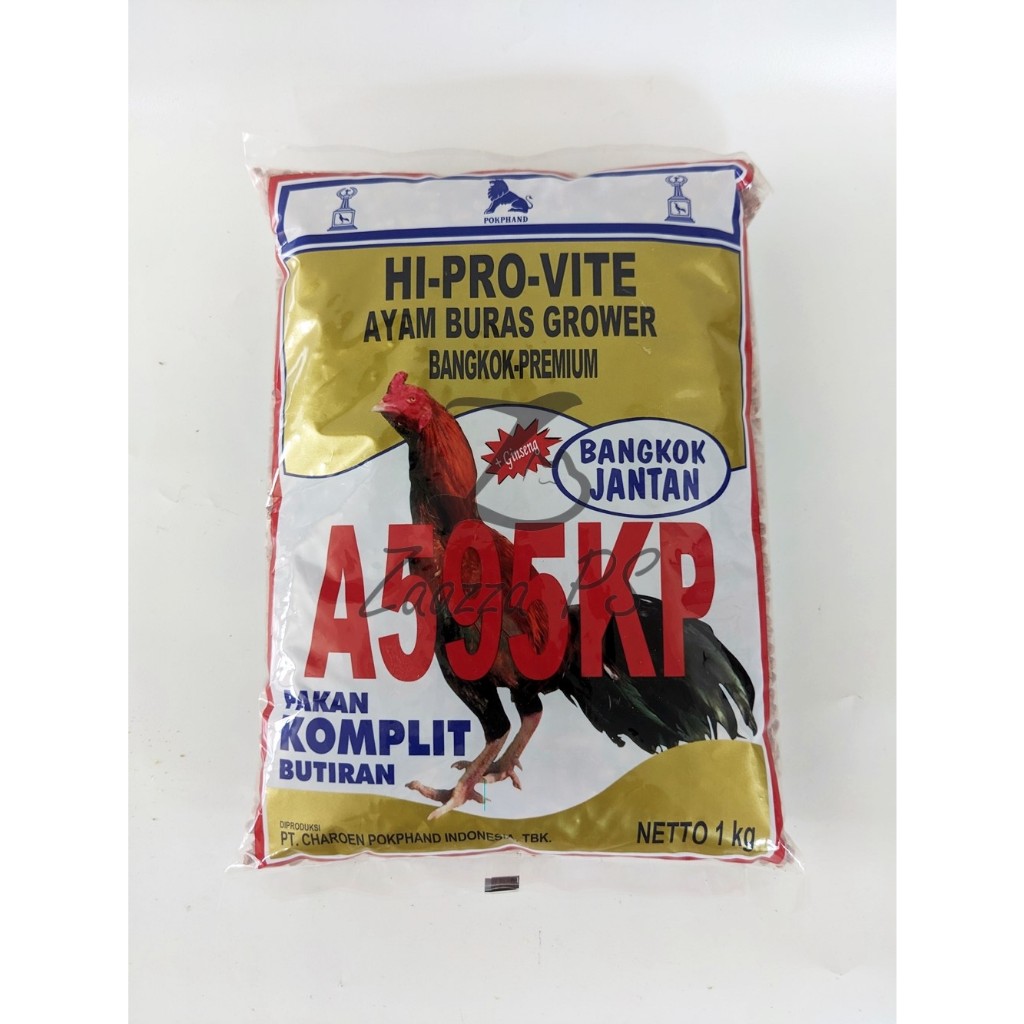 POKPHAND
HI-PRO-VITE
AYAM BURAS GROWER
BANGKOK-PREMIUM
+ Ginseng
BANGKOK
JANTAN
A595KP
Zaazza P.S.
PAKAN
KOMPLIT
BUTIRAN
DIPRODUKSI
PT. CHAROEN POKPHAND INDONESIA, TBK.
NETTO 1 kg